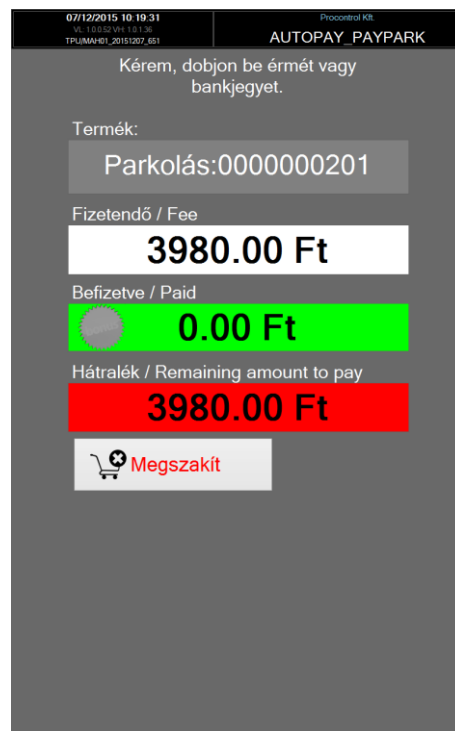 07/12/2015 10:19:31
VL: 1.0.0.52 VH: 1.0.1.36
TPU/MAH01_20151207_651
Procontrol Kft.
AUTOPAY_PAYPARK
Kérem, dobjon be érmét vagy
bankjegyet.
Termék:
Parkolás:0000000201
Fizetendő / Fee
3980.00 Ft
Befizetve / Paid
0.00 Ft
Hátralék / Remaining amount to pay
3980.00 Ft
Megszakít